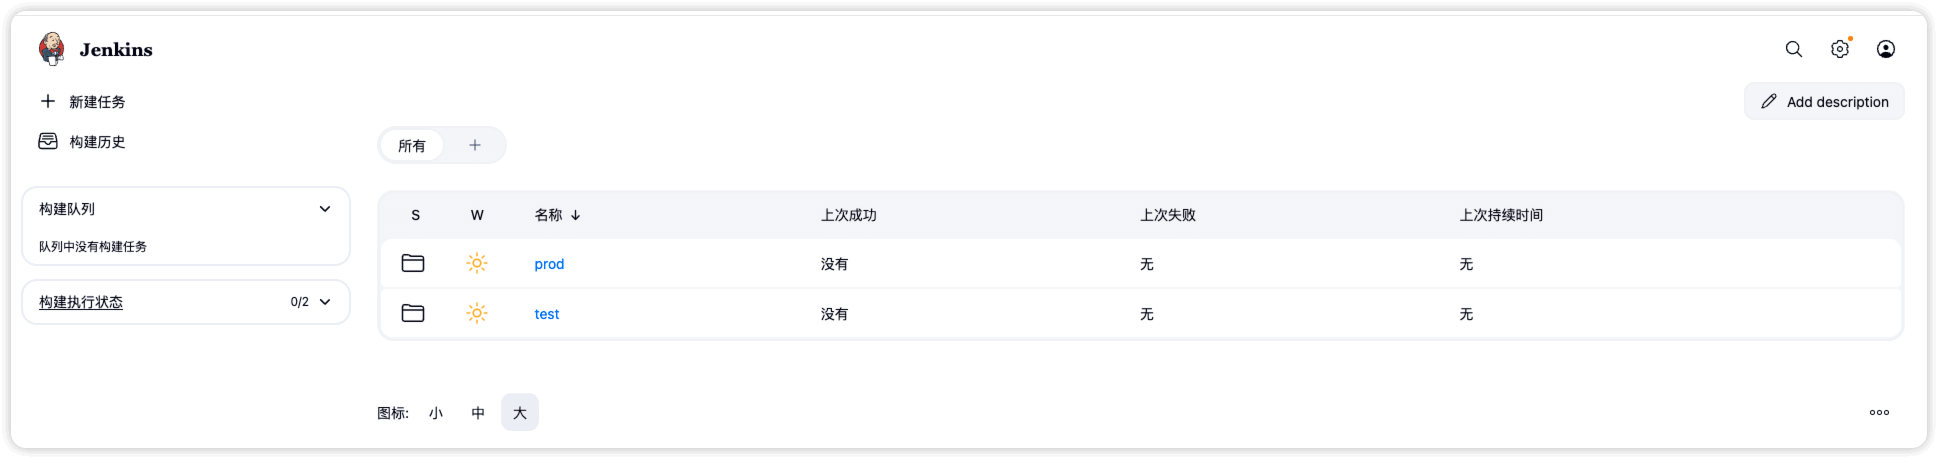 Jenkins
新建任务
Add description
构建历史
所有 +
构建队列
队列中没有构建任务
构建执行状态 0/2
S W 名称 ↓ 上次成功 上次失败 上次持续时间
prod 没有 无 无
test 没有 无 无
图标: 小 中 大